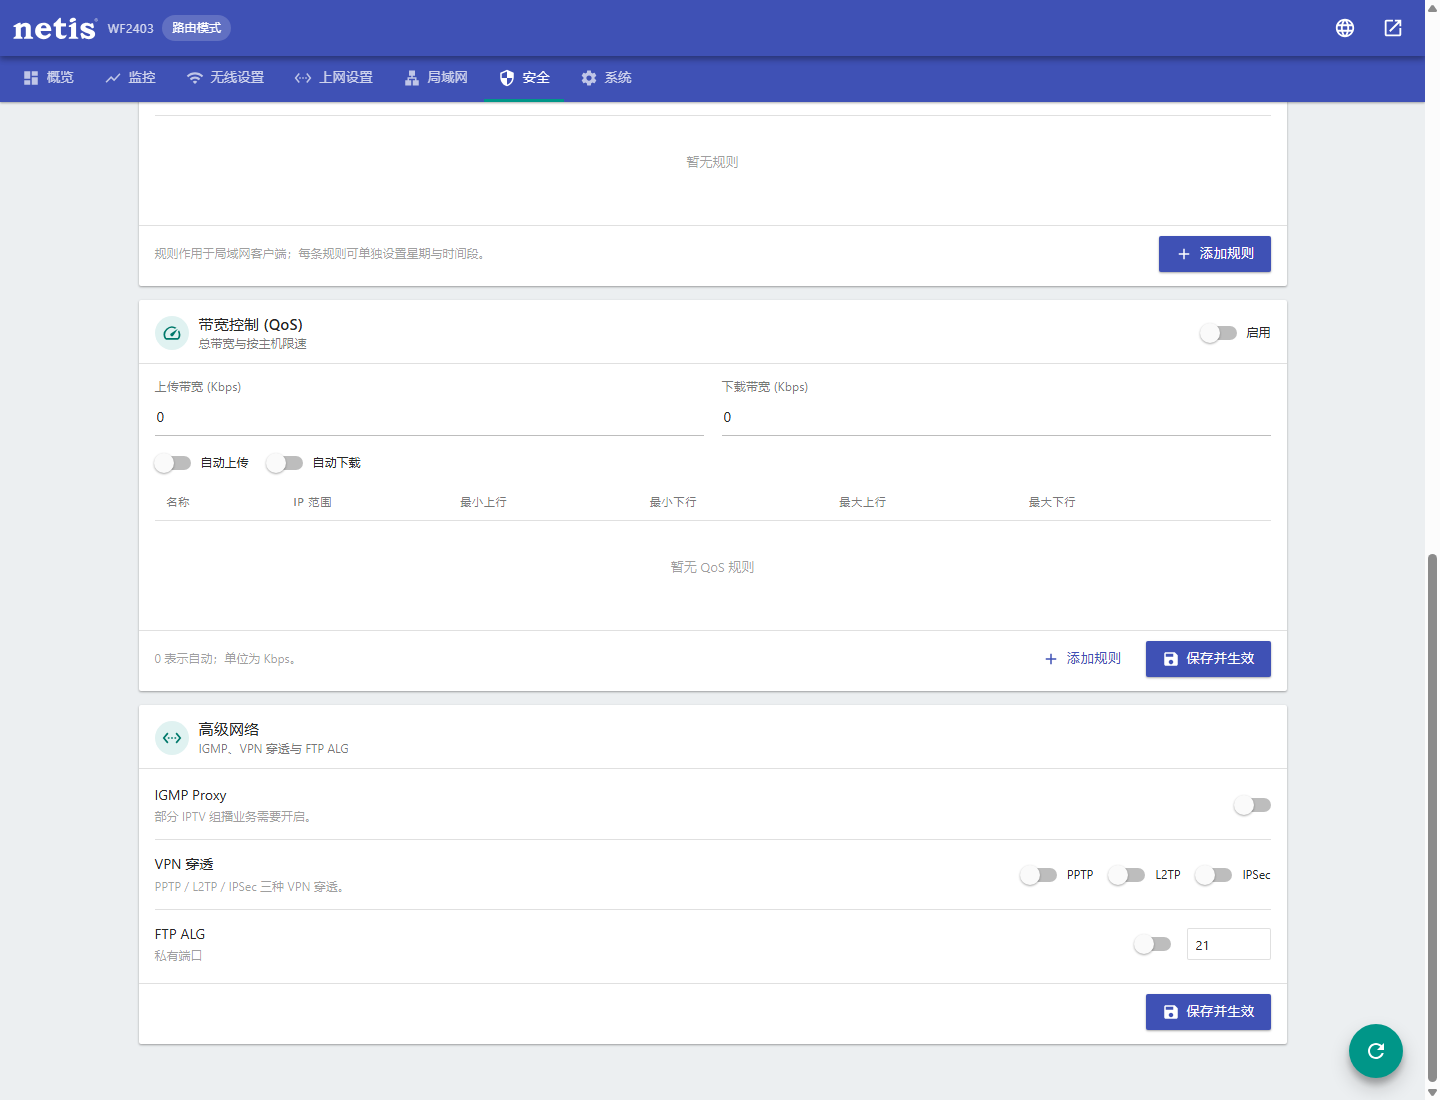 netis WF2403 路由模式
概览 监控 无线设置 上网设置 局域网 安全 系统
暂无规则
规则作用于局域网客户端；每条规则可单独设置星期与时间段。 添加规则
带宽控制 (QoS)
总带宽与按主机限速
启用
上传带宽 (Kbps) 下载带宽 (Kbps)
0 0
自动上传 自动下载
名称 IP 范围 最小上行 最小下行 最大上行 最大下行
暂无 QoS 规则
0 表示自动；单位为 Kbps。 添加规则 保存并生效
高级网络
IGMP、VPN 穿透与 FTP ALG
IGMP Proxy
部分 IPTV 组播业务需要开启。
VPN 穿透
PPTP / L2TP / IPSec 三种 VPN 穿透。
PPTP L2TP IPSec
FTP ALG
私有端口
21
保存并生效